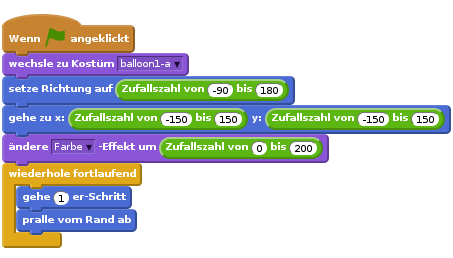 Wenn angeklickt
wechsle zu Kostüm balloon1-a
setze Richtung auf Zufallszahl von -90 bis 180
gehe zu x: Zufallszahl von -150 bis 150 y: Zufallszahl von -150 bis 150
ändere Farbe -Effekt um Zufallszahl von 0 bis 200
wiederhole fortlaufend
gehe 1 er-Schritt
pralle vom Rand ab